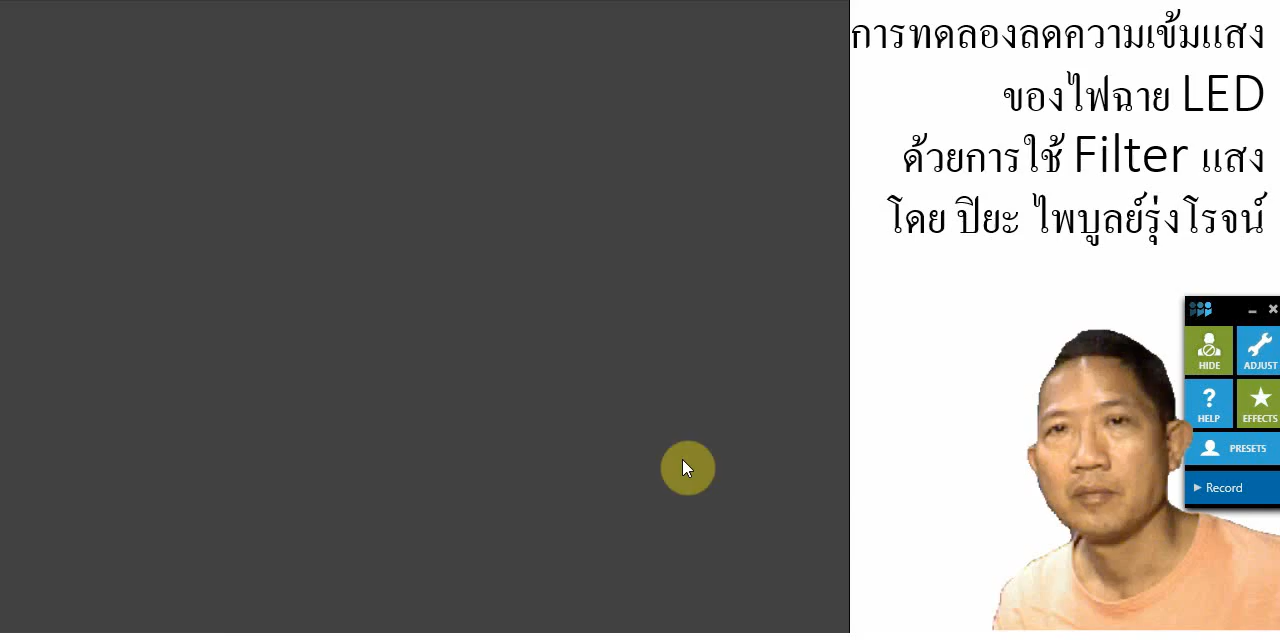 การทดลองลดความเข้มแสง
ของไฟฉาย LED
ด้วยการใช้ Filter แสง
โดย ปิยะ ไพบูลย์รุ่งโรจน์
HIDE
ADJUST
HELP
EFFECTS
PRESETS
Record